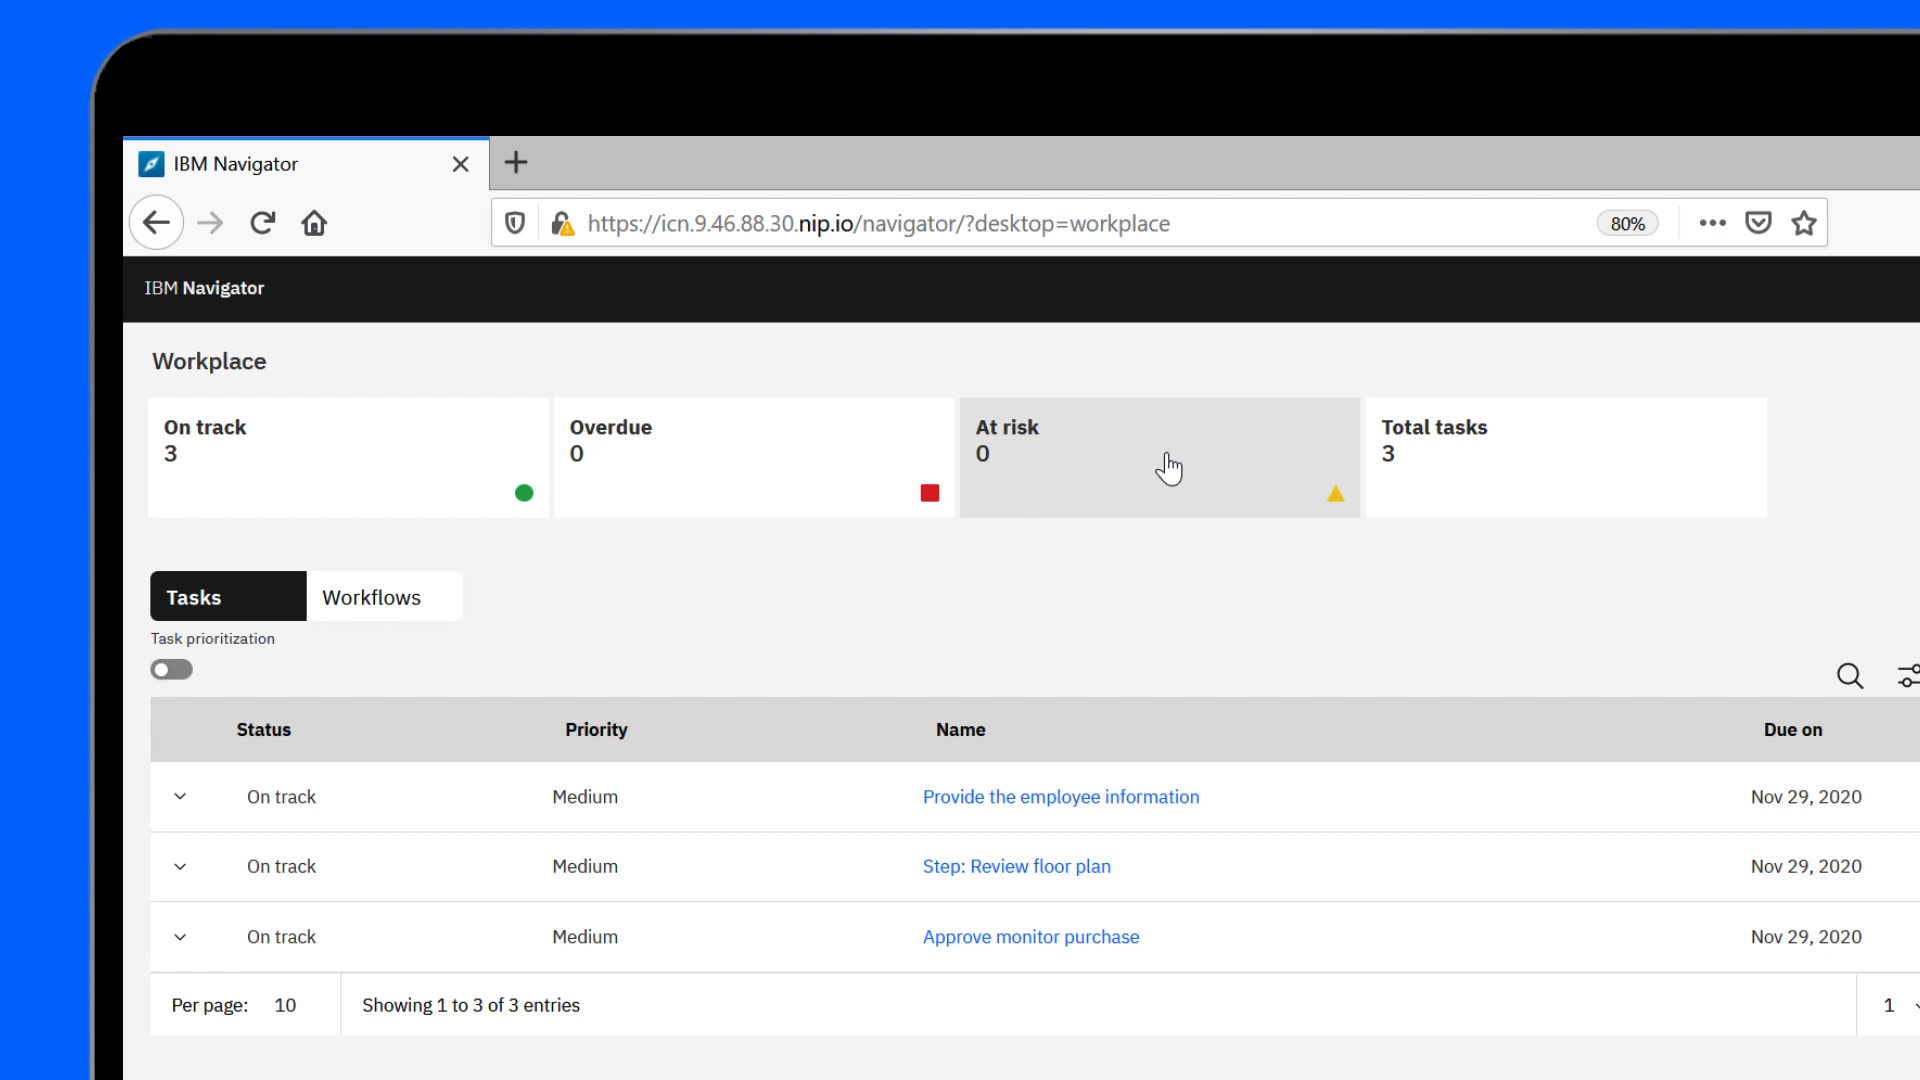 IBM Navigator
https://icn.9.46.88.30.nip.io/navigator/?desktop=workplace
80%
IBM Navigator
Workplace
On track
3
Overdue
0
At risk
0
Total tasks
3
Tasks
Workflows
Task prioritization
Status Priority Name Due on
On track Medium Provide the employee information Nov 29, 2020
On track Medium Step: Review floor plan Nov 29, 2020
On track Medium Approve monitor purchase Nov 29, 2020
Per page: 10 Showing 1 to 3 of 3 entries 1